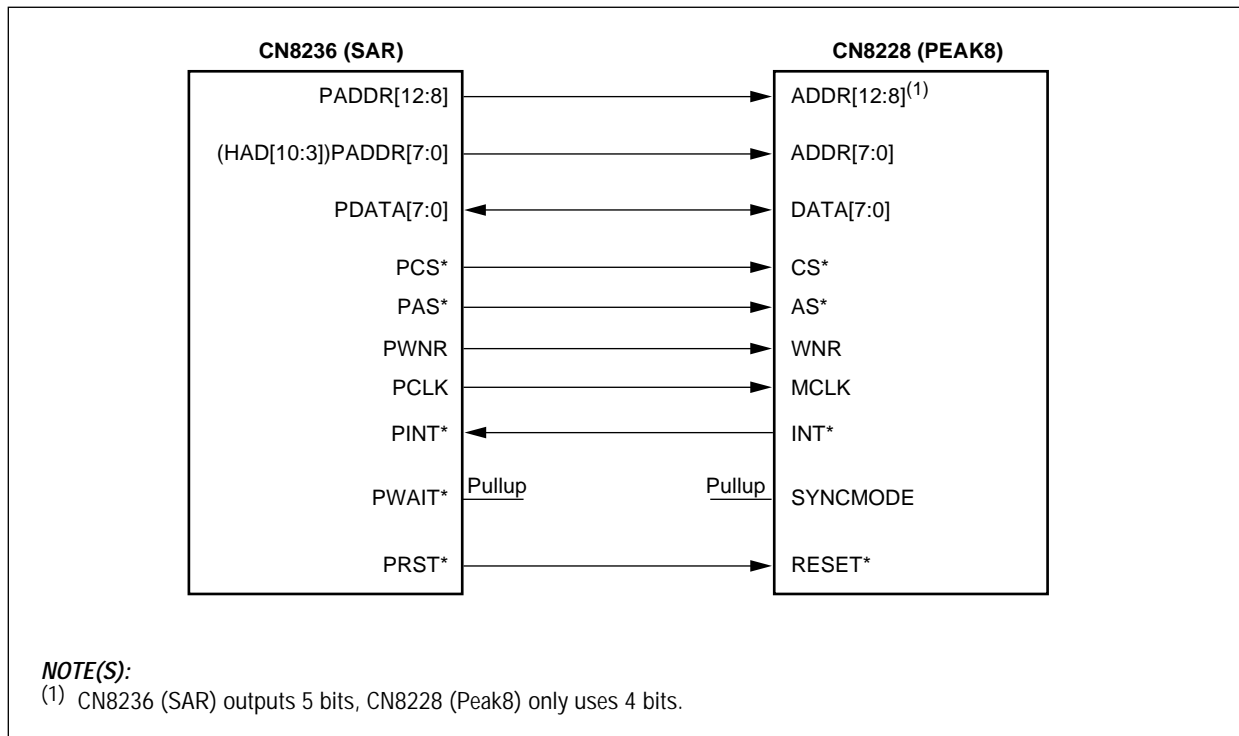 CN8236 (SAR) CN8228 (PEAK8)
PADDR[12:8] ADDR[12:8](1)
(HAD[10:3])PADDR[7:0] ADDR[7:0]
PDATA[7:0] DATA[7:0]
PCS* CS*
PAS* AS*
PWNR WNR
PCLK MCLK
PINT* INT*
PWAIT* Pullup Pullup SYNCMODE
PRST* RESET*
NOTE(S):
(1) CN8236 (SAR) outputs 5 bits, CN8228 (Peak8) only uses 4 bits.